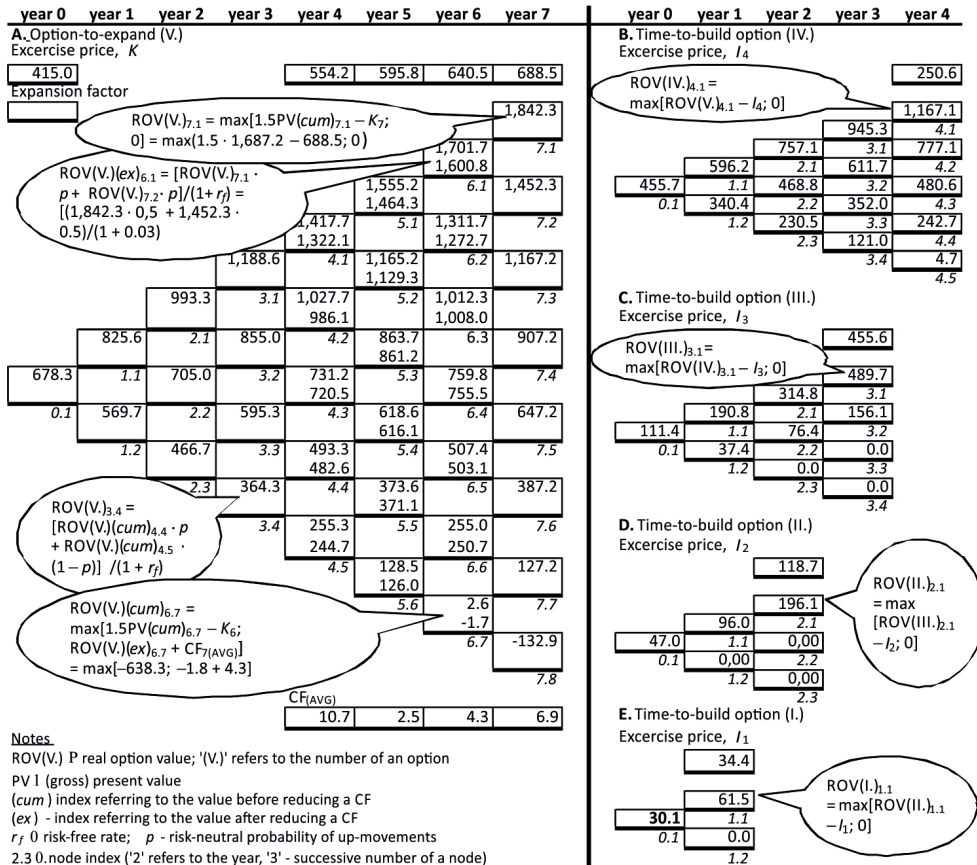 year 0 year 1 year 2 year 3 year 4 year 5 year 6 year 7
A. Option-to-expand (V.)
Excercise price, K
415.0 554.2 595.8 640.5 688.5
Expansion factor
1,842.3
ROV(V.)7.1 = max[1.5PV(cum)7.1 − K7;
0] = max(1.5 · 1,687.2 − 688.5; 0)
1,701.7 7.1
1,600.8
ROV(V.)(ex)6.1 = [ROV(V.)7.1 ·
p + ROV(V.)7.2 · p]/(1+ rf) =
[(1,842.3 · 0,5 + 1,452.3 ·
0.5)/(1 + 0.03)
1,555.2 6.1 1,452.3
1,464.3
1,417.7 5.1 1,311.7 7.2
1,322.1 1,272.7
1,188.6 4.1 1,165.2 6.2 1,167.2
1,129.3
993.3 3.1 1,027.7 5.2 1,012.3 7.3
986.1 1,008.0
825.6 2.1 855.0 4.2 863.7 6.3 907.2
861.2
678.3 1.1 705.0 3.2 731.2 5.3 759.8 7.4
720.5 755.5
0.1 569.7 2.2 595.3 4.3 618.6 6.4 647.2
616.1
1.2 466.7 3.3 493.3 5.4 507.4 7.5
482.6 503.1
2.3 364.3 4.4 373.6 6.5 387.2
371.1
ROV(V.)3.4 =
[ROV(V.)(cum)4.4 · p
+ ROV(V.)(cum)4.5 ·
(1−p)] /(1 + rf)
3.4 255.3 5.5 255.0 7.6
244.7 250.7
4.5 128.5 6.6 127.2
126.0
5.6 2.6 7.7
-1.7
6.7 -132.9
7.8
ROV(V.)(cum)6.7 =
max[1.5PV(cum)6.7 − K6;
ROV(V.)(ex)6.7 + CF7(AVG)]
= max[−638.3; −1.8 + 4.3]
CF(AVG)
10.7 2.5 4.3 6.9
Notes
ROV(V.) P real option value; '(V.)' refers to the number of an option
PV 1 (gross) present value
(cum ) index referring to the value before reducing a CF
(ex) - index referring to the value after reducing a CF
rf 0 risk-free rate; p - risk-neutral probability of up-movements
2.3 0.node index ('2' refers to the year, '3' - successive number of a node)
year 0 year 1 year 2 year 3 year 4
B. Time-to-build option (IV.)
Excercise price, I4
250.6
ROV(IV.)4.1 =
max[ROV(V.)4.1 − I4; 0]
1,167.1
945.3 4.1
757.1 3.1 777.1
596.2 2.1 611.7 4.2
455.7 1.1 468.8 3.2 480.6
0.1 340.4 2.2 352.0 4.3
1.2 230.5 3.3 242.7
2.3 121.0 4.4
3.4 4.7
4.5
C. Time-to-build option (III.)
Excercise price, I3
455.6
ROV(III.)3.1 =
max[ROV(IV.)3.1 − I3; 0]
489.7
314.8 3.1
190.8 2.1 156.1
111.4 1.1 76.4 3.2
0.1 37.4 2.2 0.0
1.2 0.0 3.3
2.3 0.0
3.4
D. Time-to-build option (II.)
Excercise price, I2
118.7
ROV(II.)2.1
= max
[ROV(III.)2.1
−I2; 0]
196.1
96.0 2.1
47.0 1.1 0,00
0.1 0,00 2.2
1.2 0,00
2.3
E. Time-to-build option (I.)
Excercise price, I1
34.4
ROV(I.)1.1
=max[ROV(II.)1.1
−I1; 0]
61.5
30.1 1.1
0.1 0.0
1.2